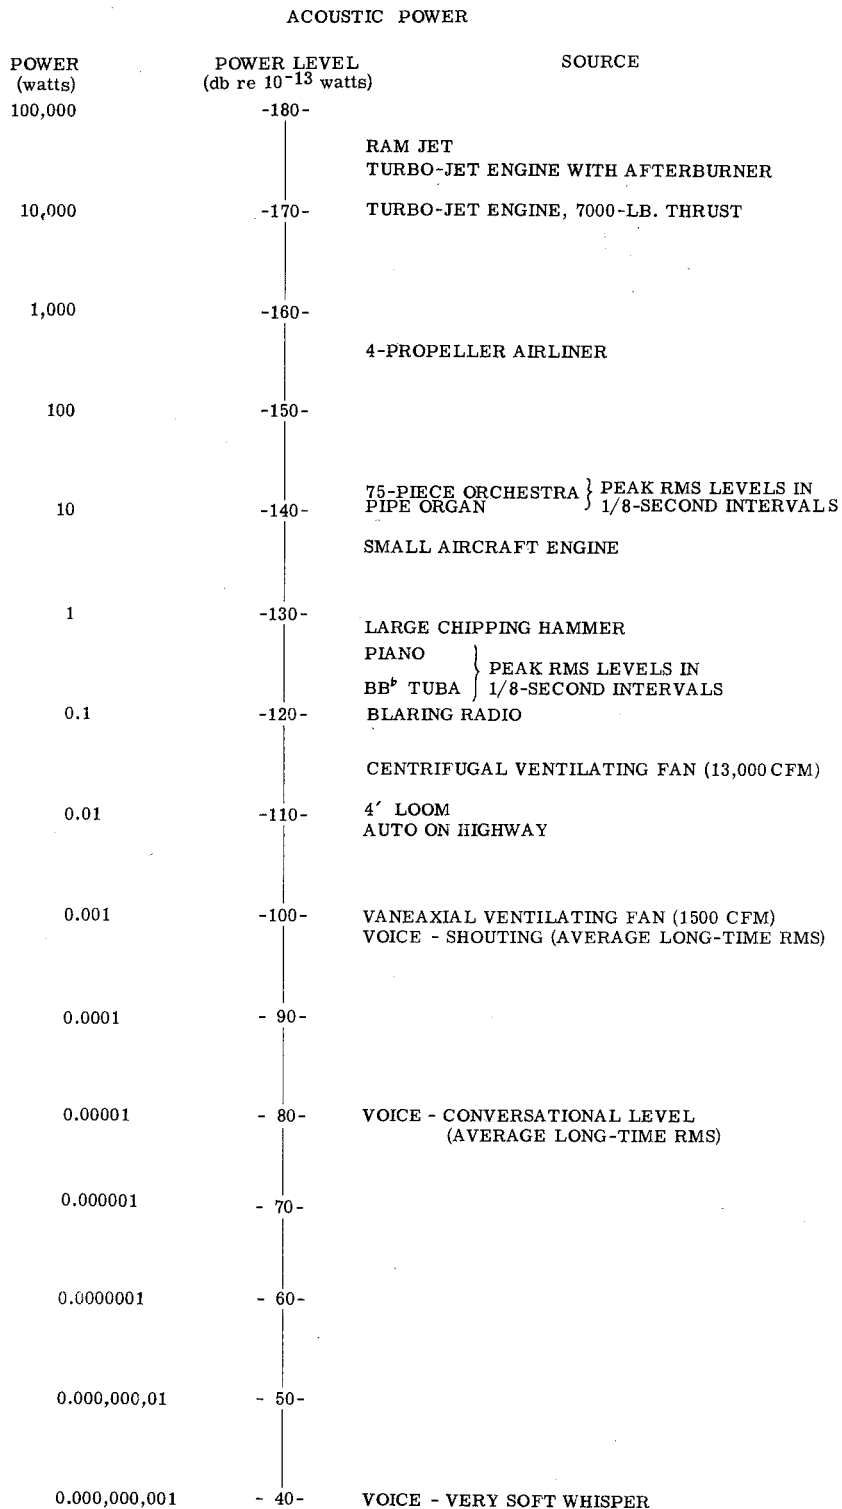 ACOUSTIC POWER
POWER POWER LEVEL SOURCE
(watts) (db re 10⁻¹³ watts)
100,000 -180-
RAM JET
TURBO-JET ENGINE WITH AFTERBURNER
10,000 -170- TURBO-JET ENGINE, 7000-LB. THRUST
1,000 -160-
4-PROPELLER AIRLINER
100 -150-
75-PIECE ORCHESTRA } PEAK RMS LEVELS IN
10 -140- PIPE ORGAN 1/8-SECOND INTERVALS
SMALL AIRCRAFT ENGINE
1 -130-
LARGE CHIPPING HAMMER
PIANO } PEAK RMS LEVELS IN
BB♭ TUBA 1/8-SECOND INTERVALS
0.1 -120- BLARING RADIO
CENTRIFUGAL VENTILATING FAN (13,000 CFM)
0.01 -110- 4′ LOOM
AUTO ON HIGHWAY
0.001 -100- VANEAXIAL VENTILATING FAN (1500 CFM)
VOICE - SHOUTING (AVERAGE LONG-TIME RMS)
0.0001 - 90-
0.00001 - 80- VOICE - CONVERSATIONAL LEVEL
(AVERAGE LONG-TIME RMS)
0.000001 - 70-
0.0000001 - 60-
0.000,000,01 - 50-
0.000,000,001 - 40- VOICE - VERY SOFT WHISPER